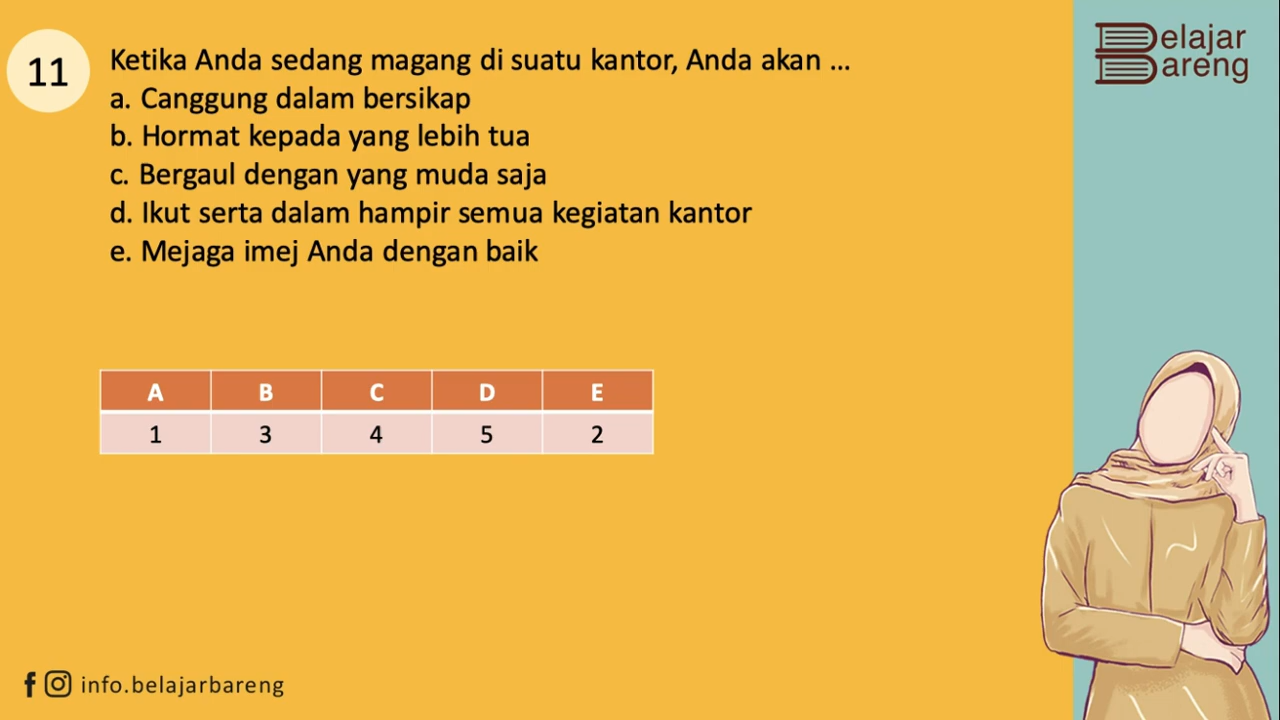 11
Ketika Anda sedang magang di suatu kantor, Anda akan ...
a. Canggung dalam bersikap
b. Hormat kepada yang lebih tua
c. Bergaul dengan yang muda saja
d. Ikut serta dalam hampir semua kegiatan kantor
e. Mejaga imej Anda dengan baik
A B C D E
1 3 4 5 2
Belajar
Bareng
info.belajarbareng